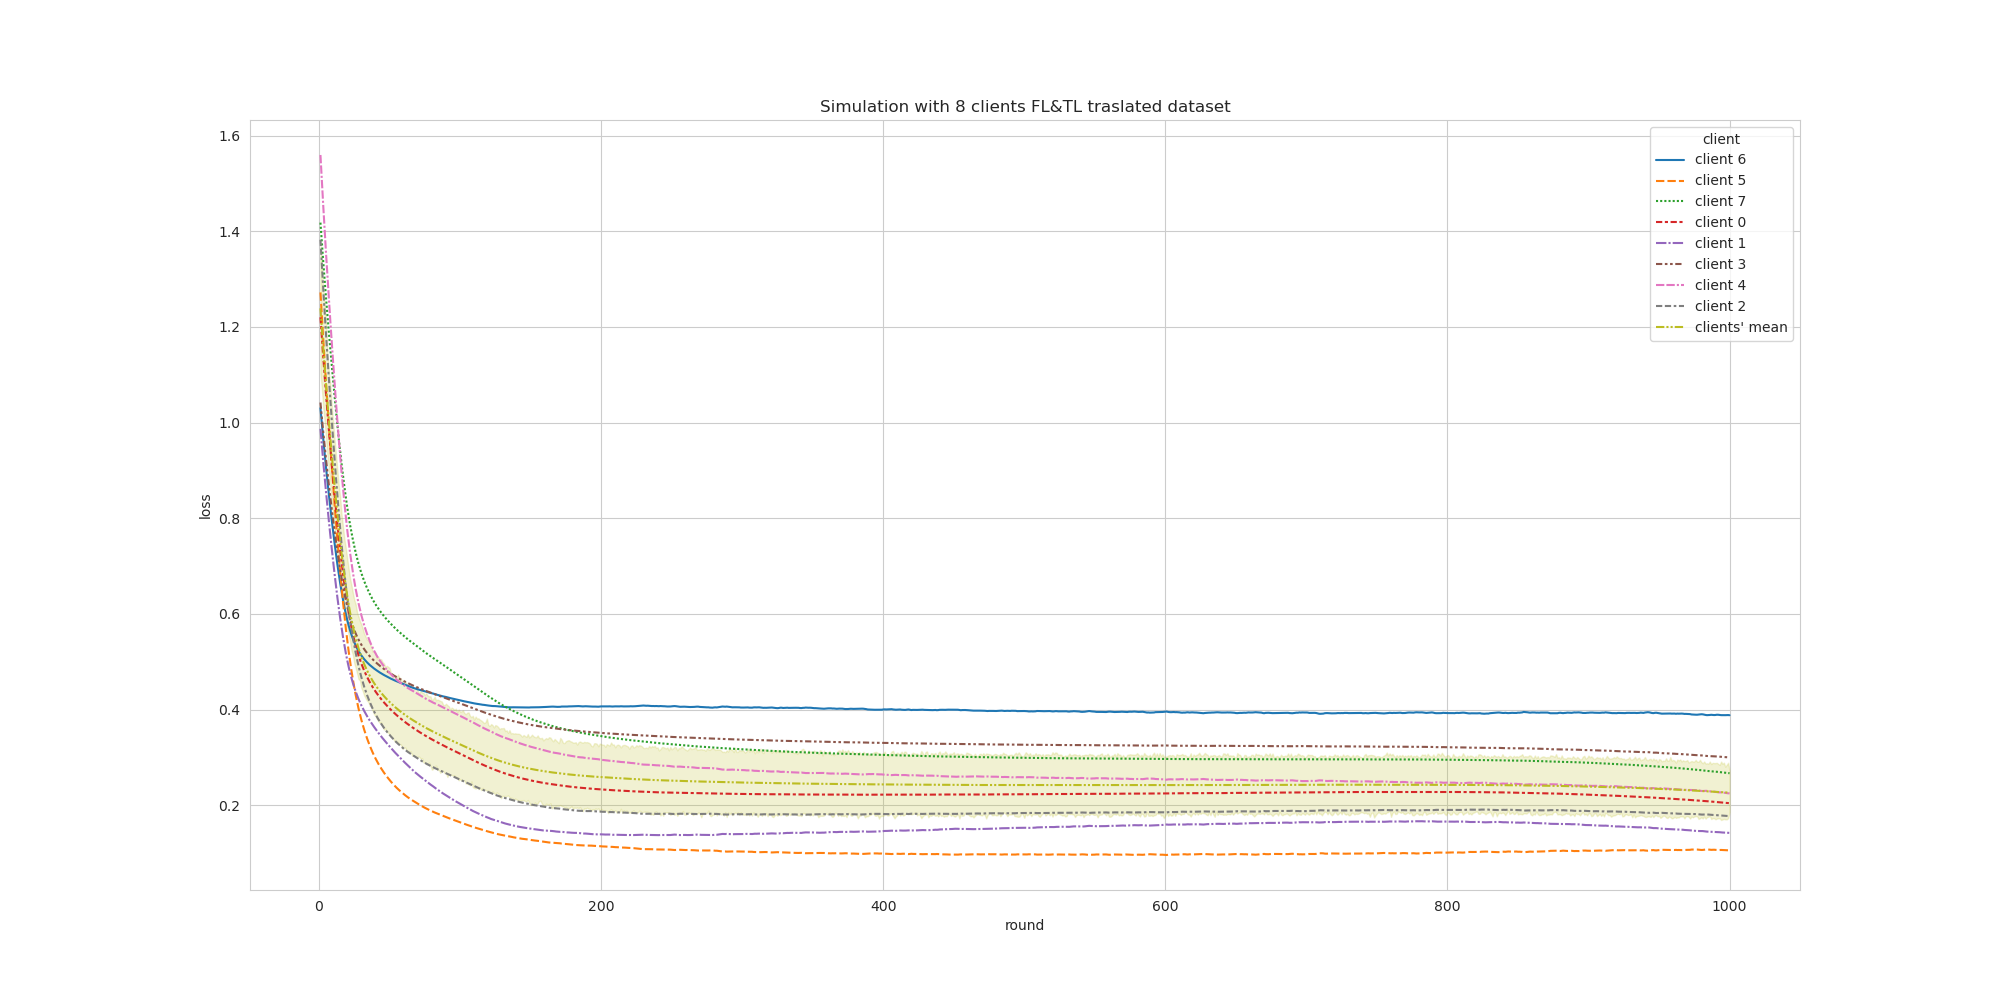 Simulation with 8 clients FL&TL traslated dataset
1.6
1.4
1.2
1.0
0.8
0.6
0.4
0.2
loss
client
client 6
client 5
client 7
client 0
client 1
client 3
client 4
client 2
clients' mean
0 200 400 600 800 1000
round